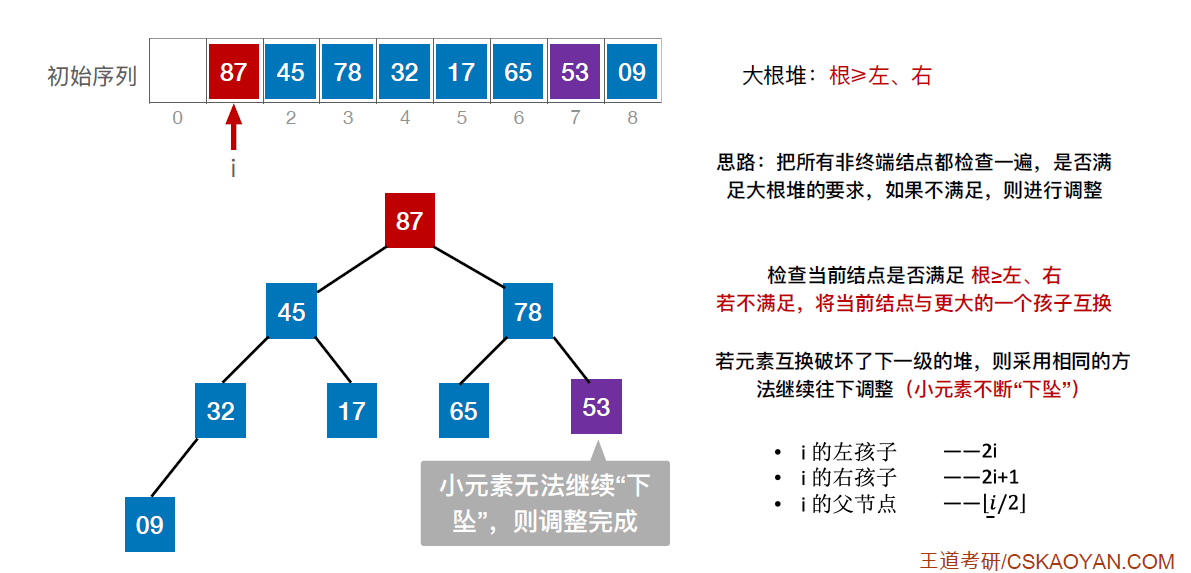 初始序列
87 45 78 32 17 65 53 09
0 2 3 4 5 6 7 8
i
大根堆：根≥左、右
思路：把所有非终端结点都检查一遍，是否满
足大根堆的要求，如果不满足，则进行调整
87
检查当前结点是否满足 根≥左、右
若不满足，将当前结点与更大的一个孩子互换
45 78
若元素互换破坏了下一级的堆，则采用相同的方
法继续往下调整（小元素不断“下坠”）
32 17 65 53
• i 的左孩子 ——2i
• i 的右孩子 ——2i+1
• i 的父节点 ——⌊i/2⌋
小元素无法继续“下
坠”，则调整完成
09
王道考研/CSKAOYAN.COM